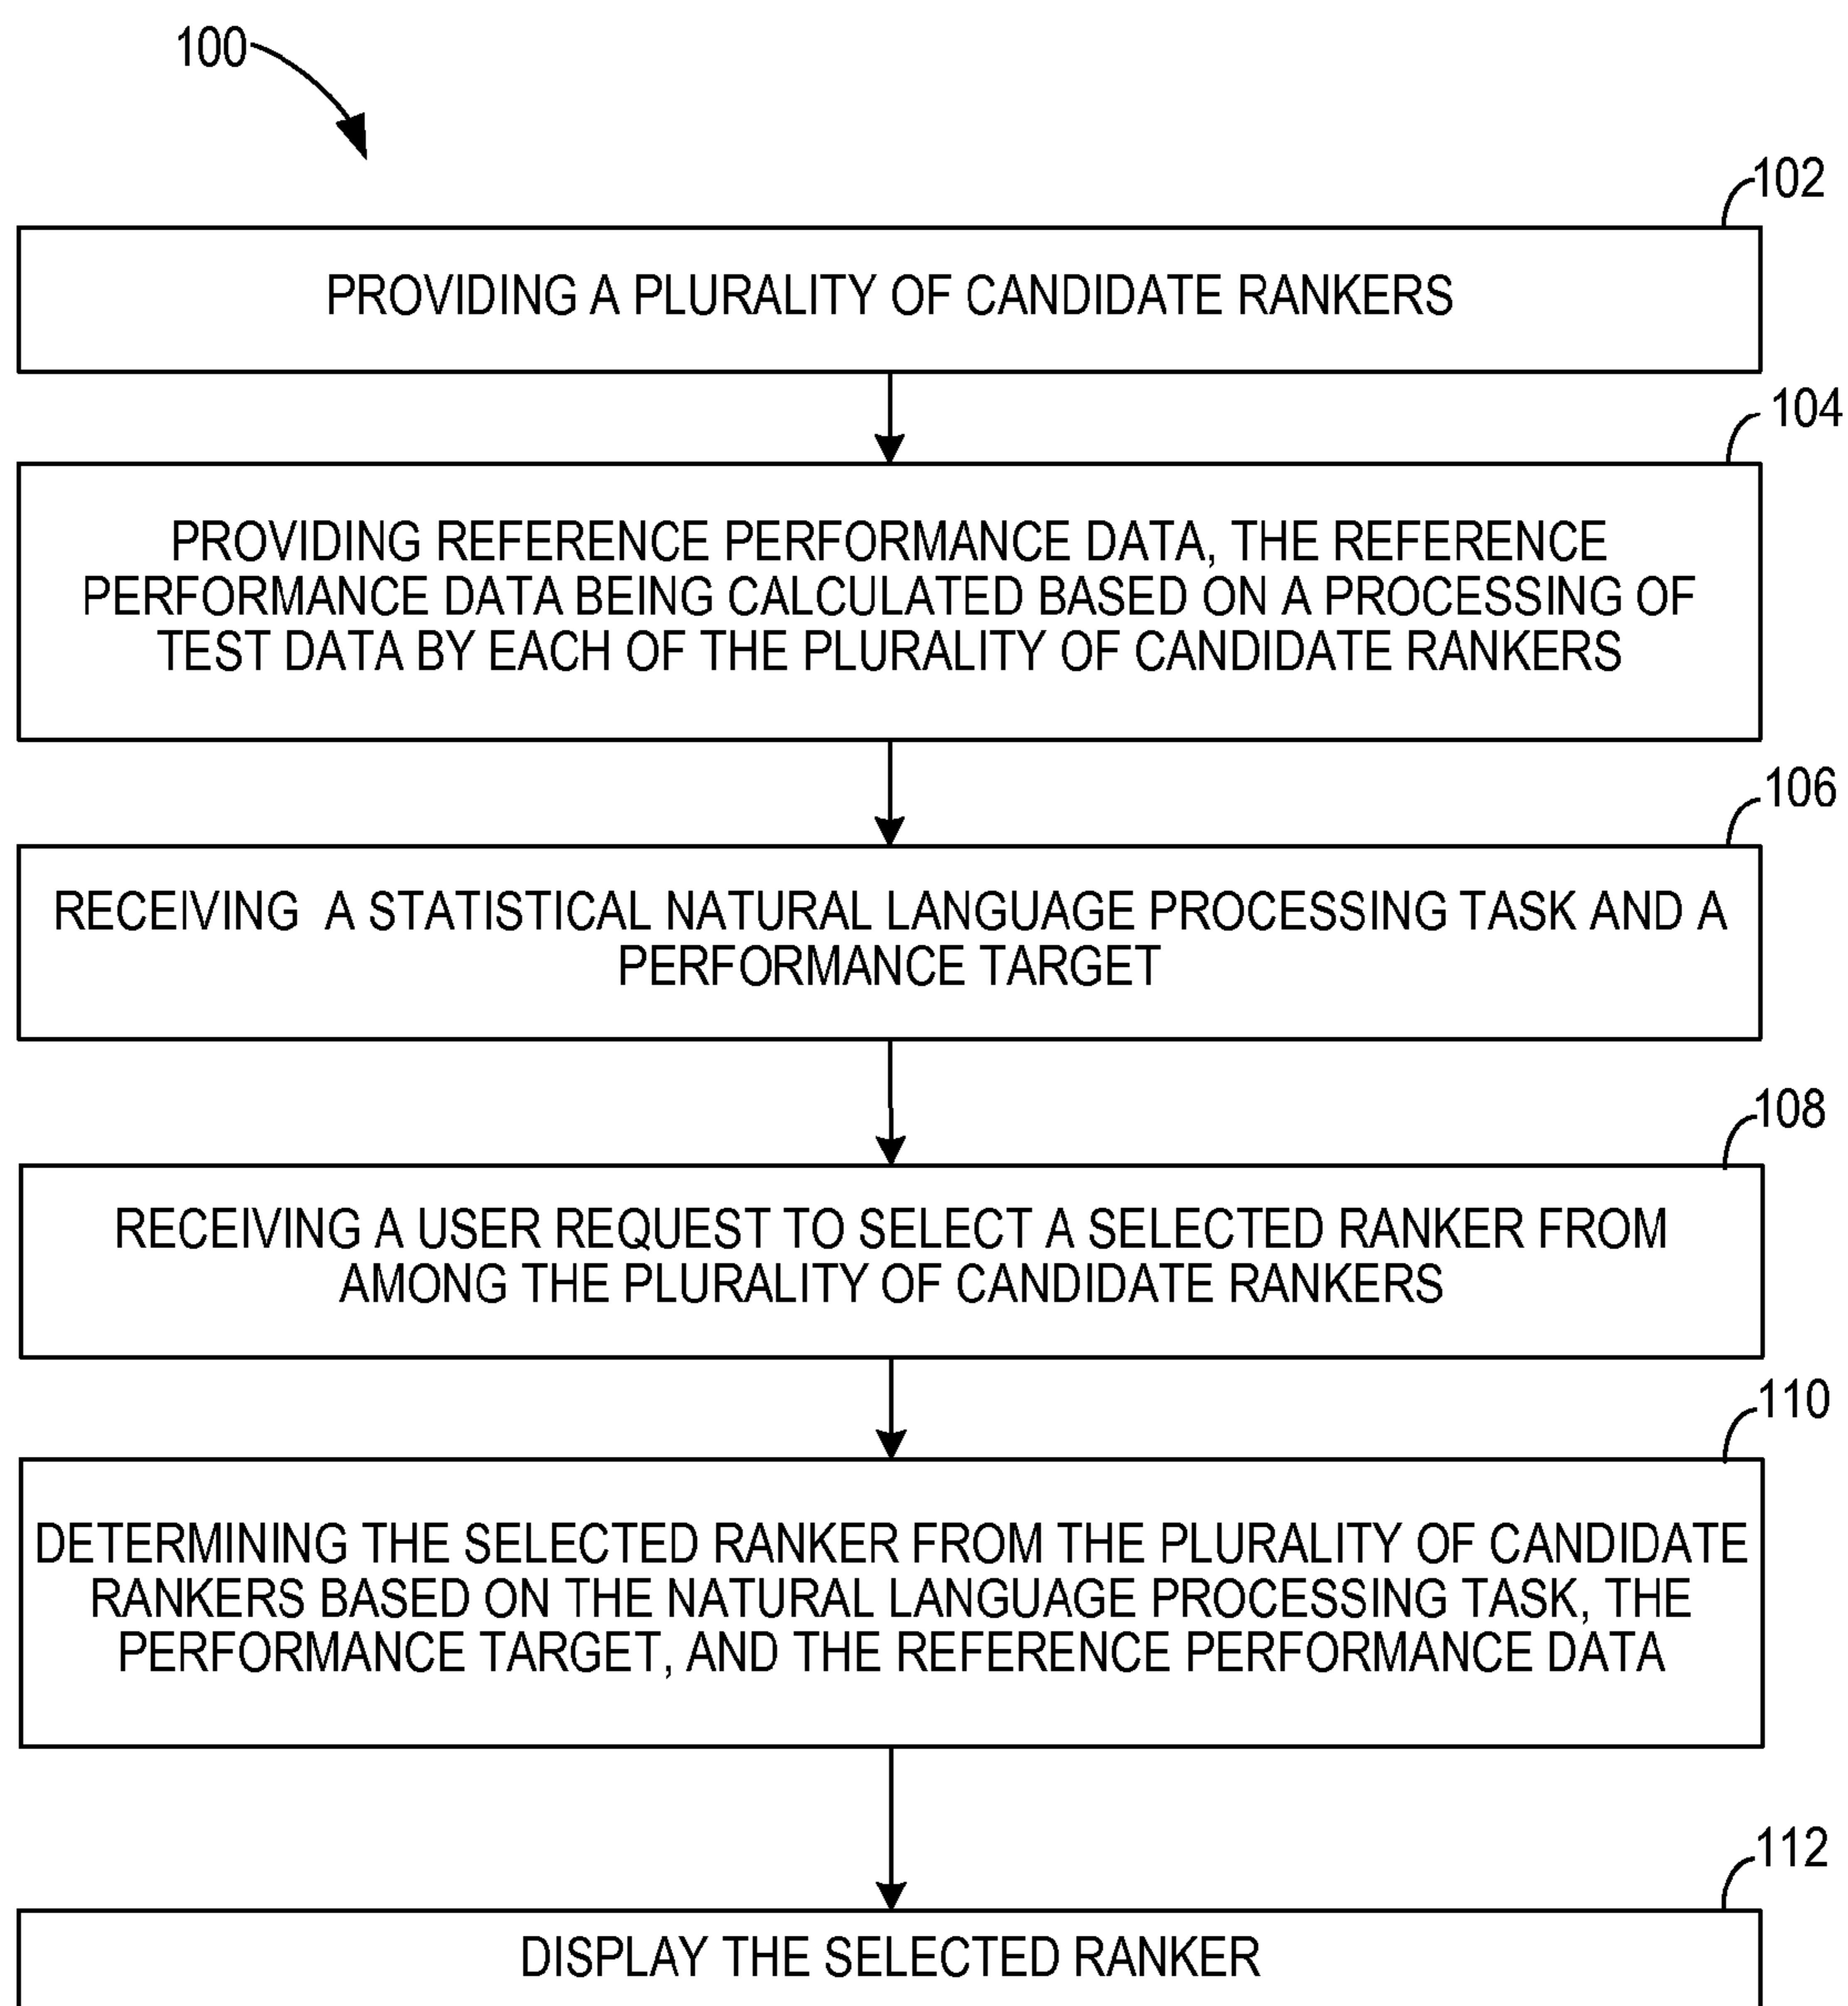 100
102
PROVIDING A PLURALITY OF CANDIDATE RANKERS
104
PROVIDING REFERENCE PERFORMANCE DATA, THE REFERENCE
PERFORMANCE DATA BEING CALCULATED BASED ON A PROCESSING OF
TEST DATA BY EACH OF THE PLURALITY OF CANDIDATE RANKERS
106
RECEIVING A STATISTICAL NATURAL LANGUAGE PROCESSING TASK AND A
PERFORMANCE TARGET
108
RECEIVING A USER REQUEST TO SELECT A SELECTED RANKER FROM
AMONG THE PLURALITY OF CANDIDATE RANKERS
110
DETERMINING THE SELECTED RANKER FROM THE PLURALITY OF CANDIDATE
RANKERS BASED ON THE NATURAL LANGUAGE PROCESSING TASK, THE
PERFORMANCE TARGET, AND THE REFERENCE PERFORMANCE DATA
112
DISPLAY THE SELECTED RANKER